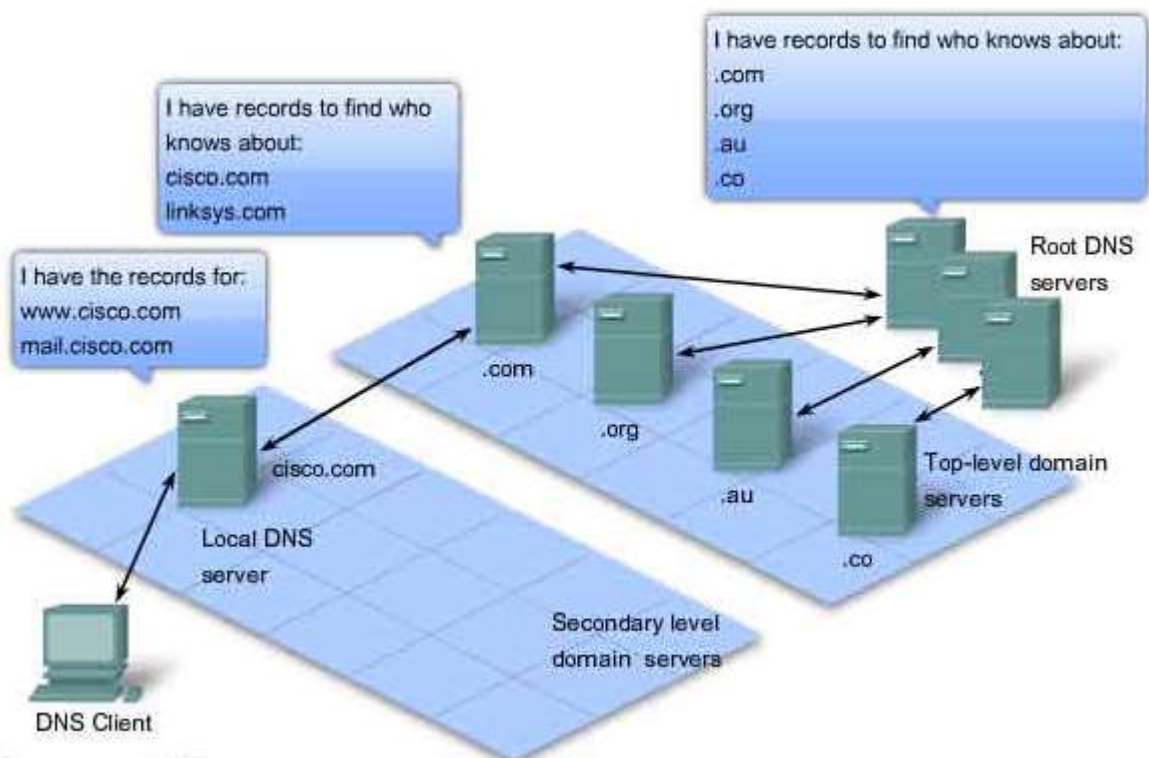 I have records to find who knows about:
.com
.org
.au
.co
I have records to find who
knows about:
cisco.com
linksys.com
I have the records for:
www.cisco.com
mail.cisco.com
Root DNS
servers
.com
.org
.au
.co
Top-level domain
servers
cisco.com
Local DNS
server
Secondary level
domain servers
DNS Client